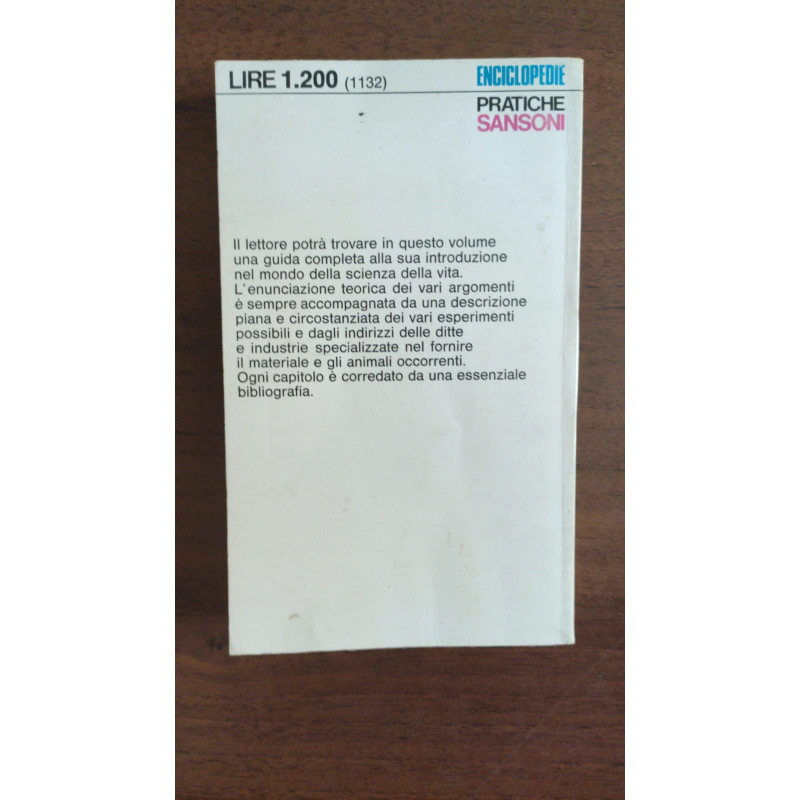 LIRE 1.200 (1132)
ENCICLOPEDIE
PRATICHE
SANSONI
Il lettore potrà trovare in questo volume
una guida completa alla sua introduzione
nel mondo della scienza della vita.
L'enunciazione teorica dei vari argomenti
è sempre accompagnata da una descrizione
piana e circostanziata dei vari esperimenti
possibili e dagli indirizzi delle ditte
e industrie specializzate nel fornire
il materiale e gli animali occorrenti.
Ogni capitolo è corredato da una essenziale
bibliografia.